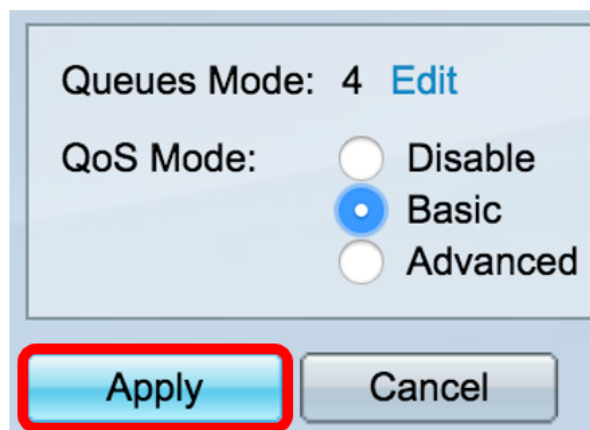 Queues Mode: 4 Edit
QoS Mode: Disable
Basic
Advanced
Apply Cancel